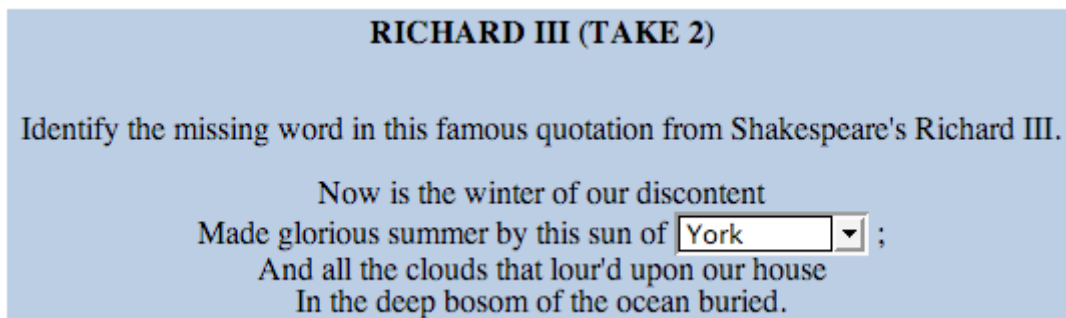 RICHARD III (TAKE 2)
Identify the missing word in this famous quotation from Shakespeare's Richard III.
Now is the winter of our discontent
Made glorious summer by this sun of York ;
And all the clouds that lour'd upon our house
In the deep bosom of the ocean buried.